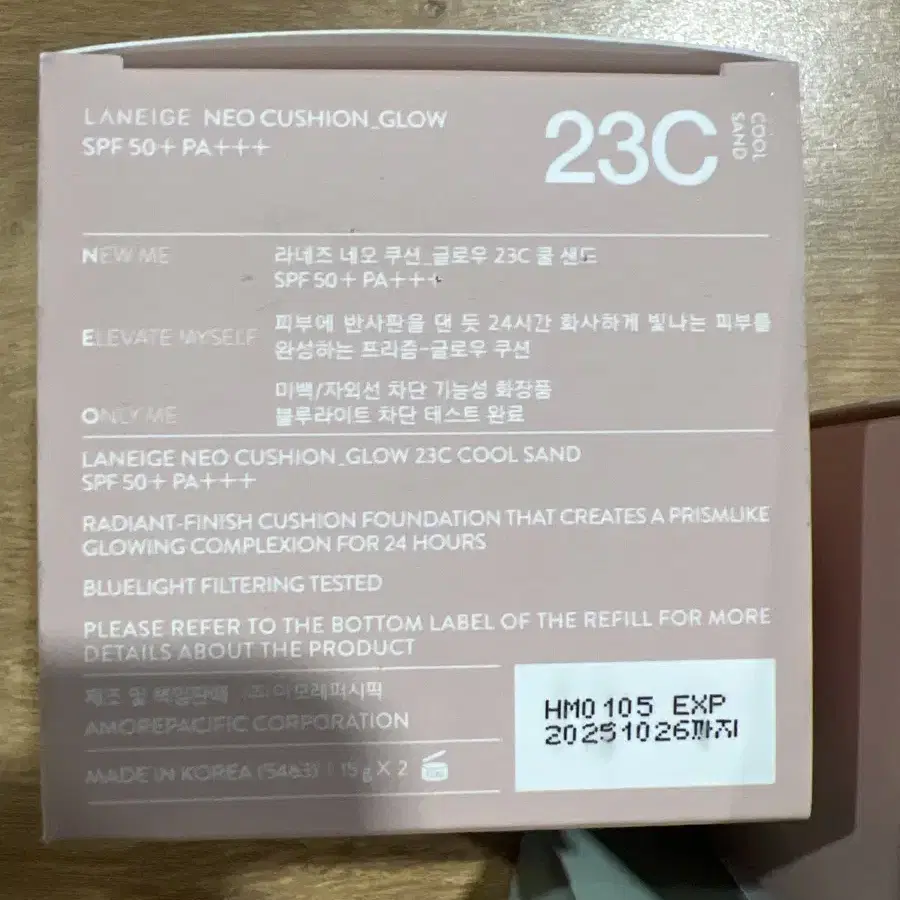 LANEIGE NEO CUSHION_GLOW
SPF 50+ PA+++
23C
COOL
SAND
NEW ME
라네즈 네오 쿠션_글로우 23C 쿨 샌드
SPF 50+ PA+++
ELEVATE MYSELF
피부에 반사판을 댄 듯 24시간 화사하게 빛나는 피부를
완성하는 프리즘-글로우 쿠션
미백/자외선 차단 기능성 화장품
ONLY ME
블루라이트 차단 테스트 완료
LANEIGE NEO CUSHION_GLOW 23C COOL SAND
SPF 50+ PA+++
RADIANT-FINISH CUSHION FOUNDATION THAT CREATES A PRISMLIKE
GLOWING COMPLEXION FOR 24 HOURS
BLUELIGHT FILTERING TESTED
PLEASE REFER TO THE BOTTOM LABEL OF THE REFILL FOR MORE
DETAILS ABOUT THE PRODUCT
제조 및 책임판매 (주)아모레퍼시픽
AMOREPACIFIC CORPORATION
MADE IN KOREA 15 g X 2
HM0105 EXP
20251026까지